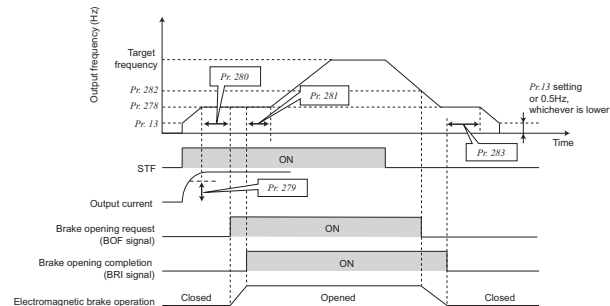 Output frequency (Hz)
Target
frequency
Pr. 280
Pr. 282
Pr. 281
Pr. 278
Pr. 13
Pr.13 setting
or 0.5Hz,
whichever is lower
Time
Pr. 283
STF
ON
Pr. 279
Output current
Brake opening request
(BOF signal)
ON
Brake opening completion
(BRI signal)
ON
Electromagnetic brake operation
Closed
Opened
Closed